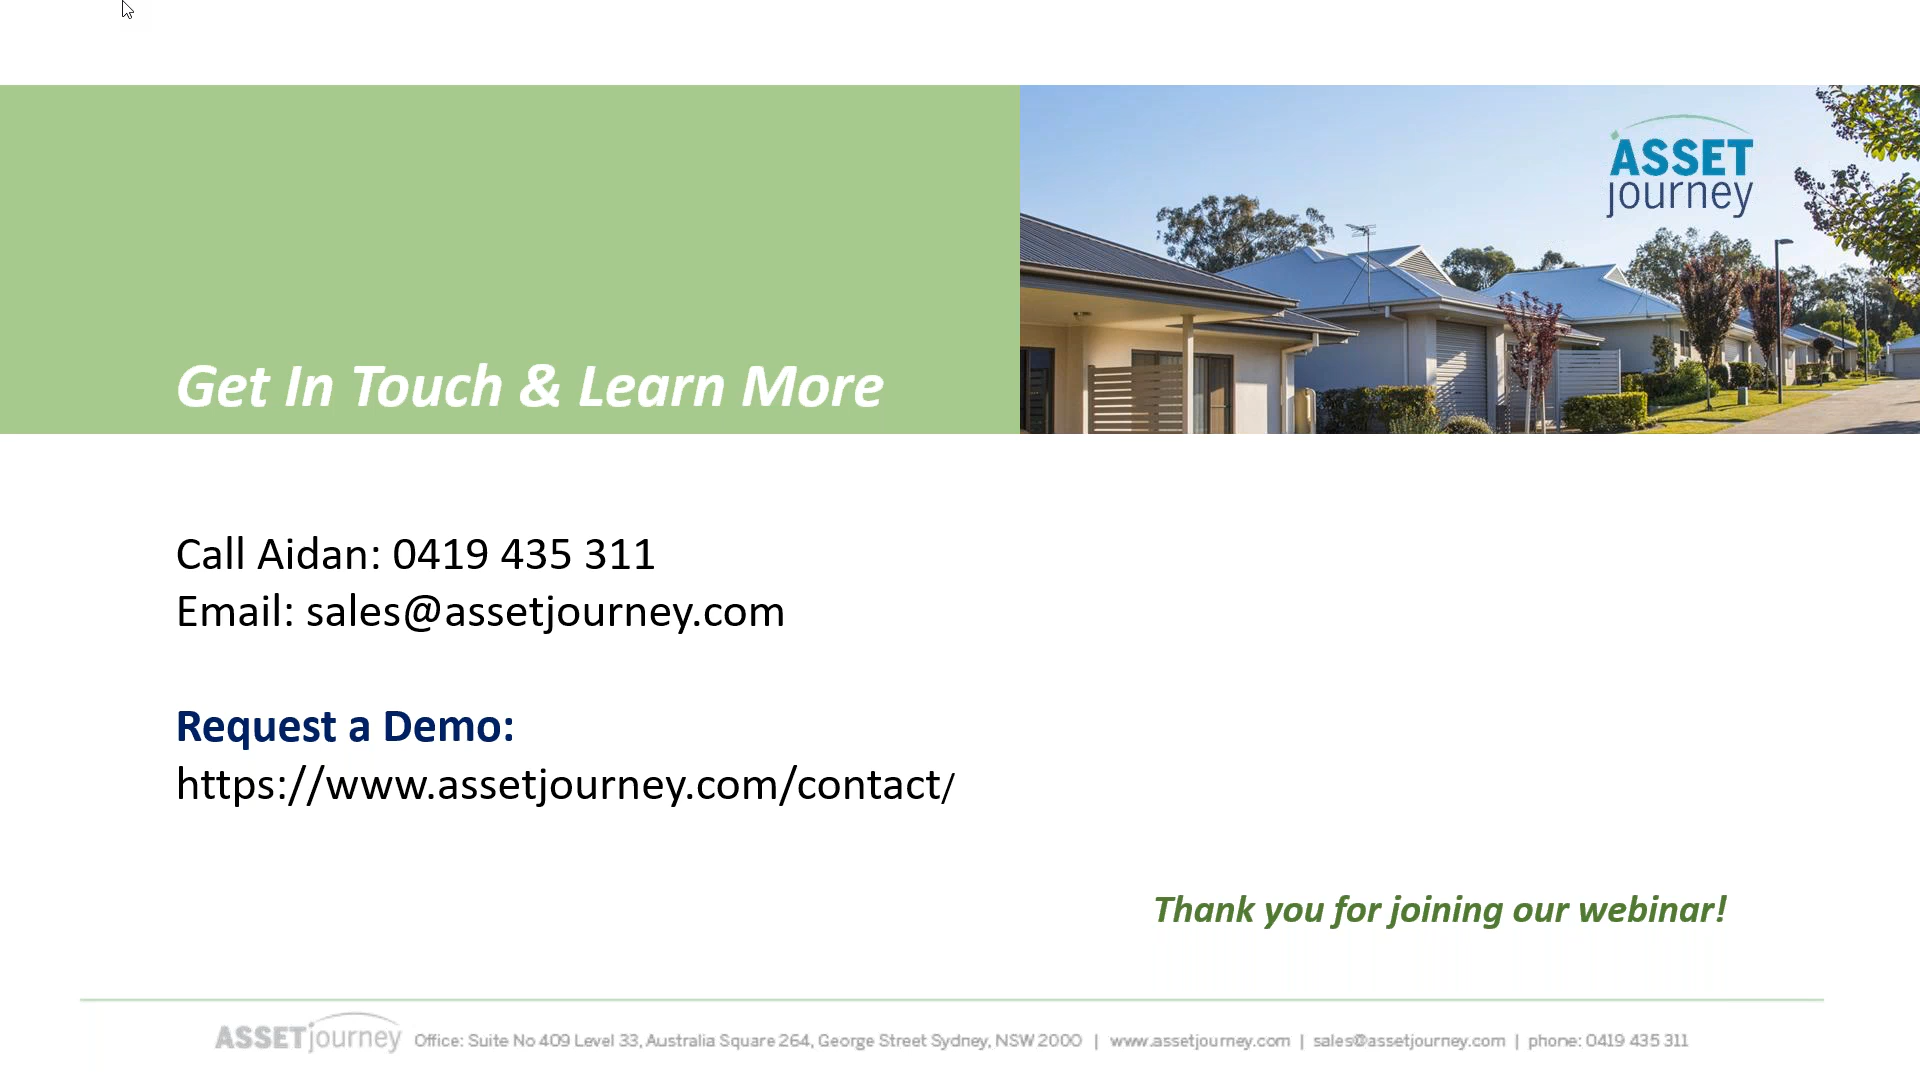 ASSET
journey
Get In Touch & Learn More
Call Aidan: 0419 435 311
Email: sales@assetjourney.com
Request a Demo:
https://www.assetjourney.com/contact/
Thank you for joining our webinar!
ASSETjourney Office: Suite No 409 Level 33, Australia Square 264, George Street Sydney, NSW 2000 | www.assetjourney.com | sales@assetjourney.com | phone: 0419 435 311